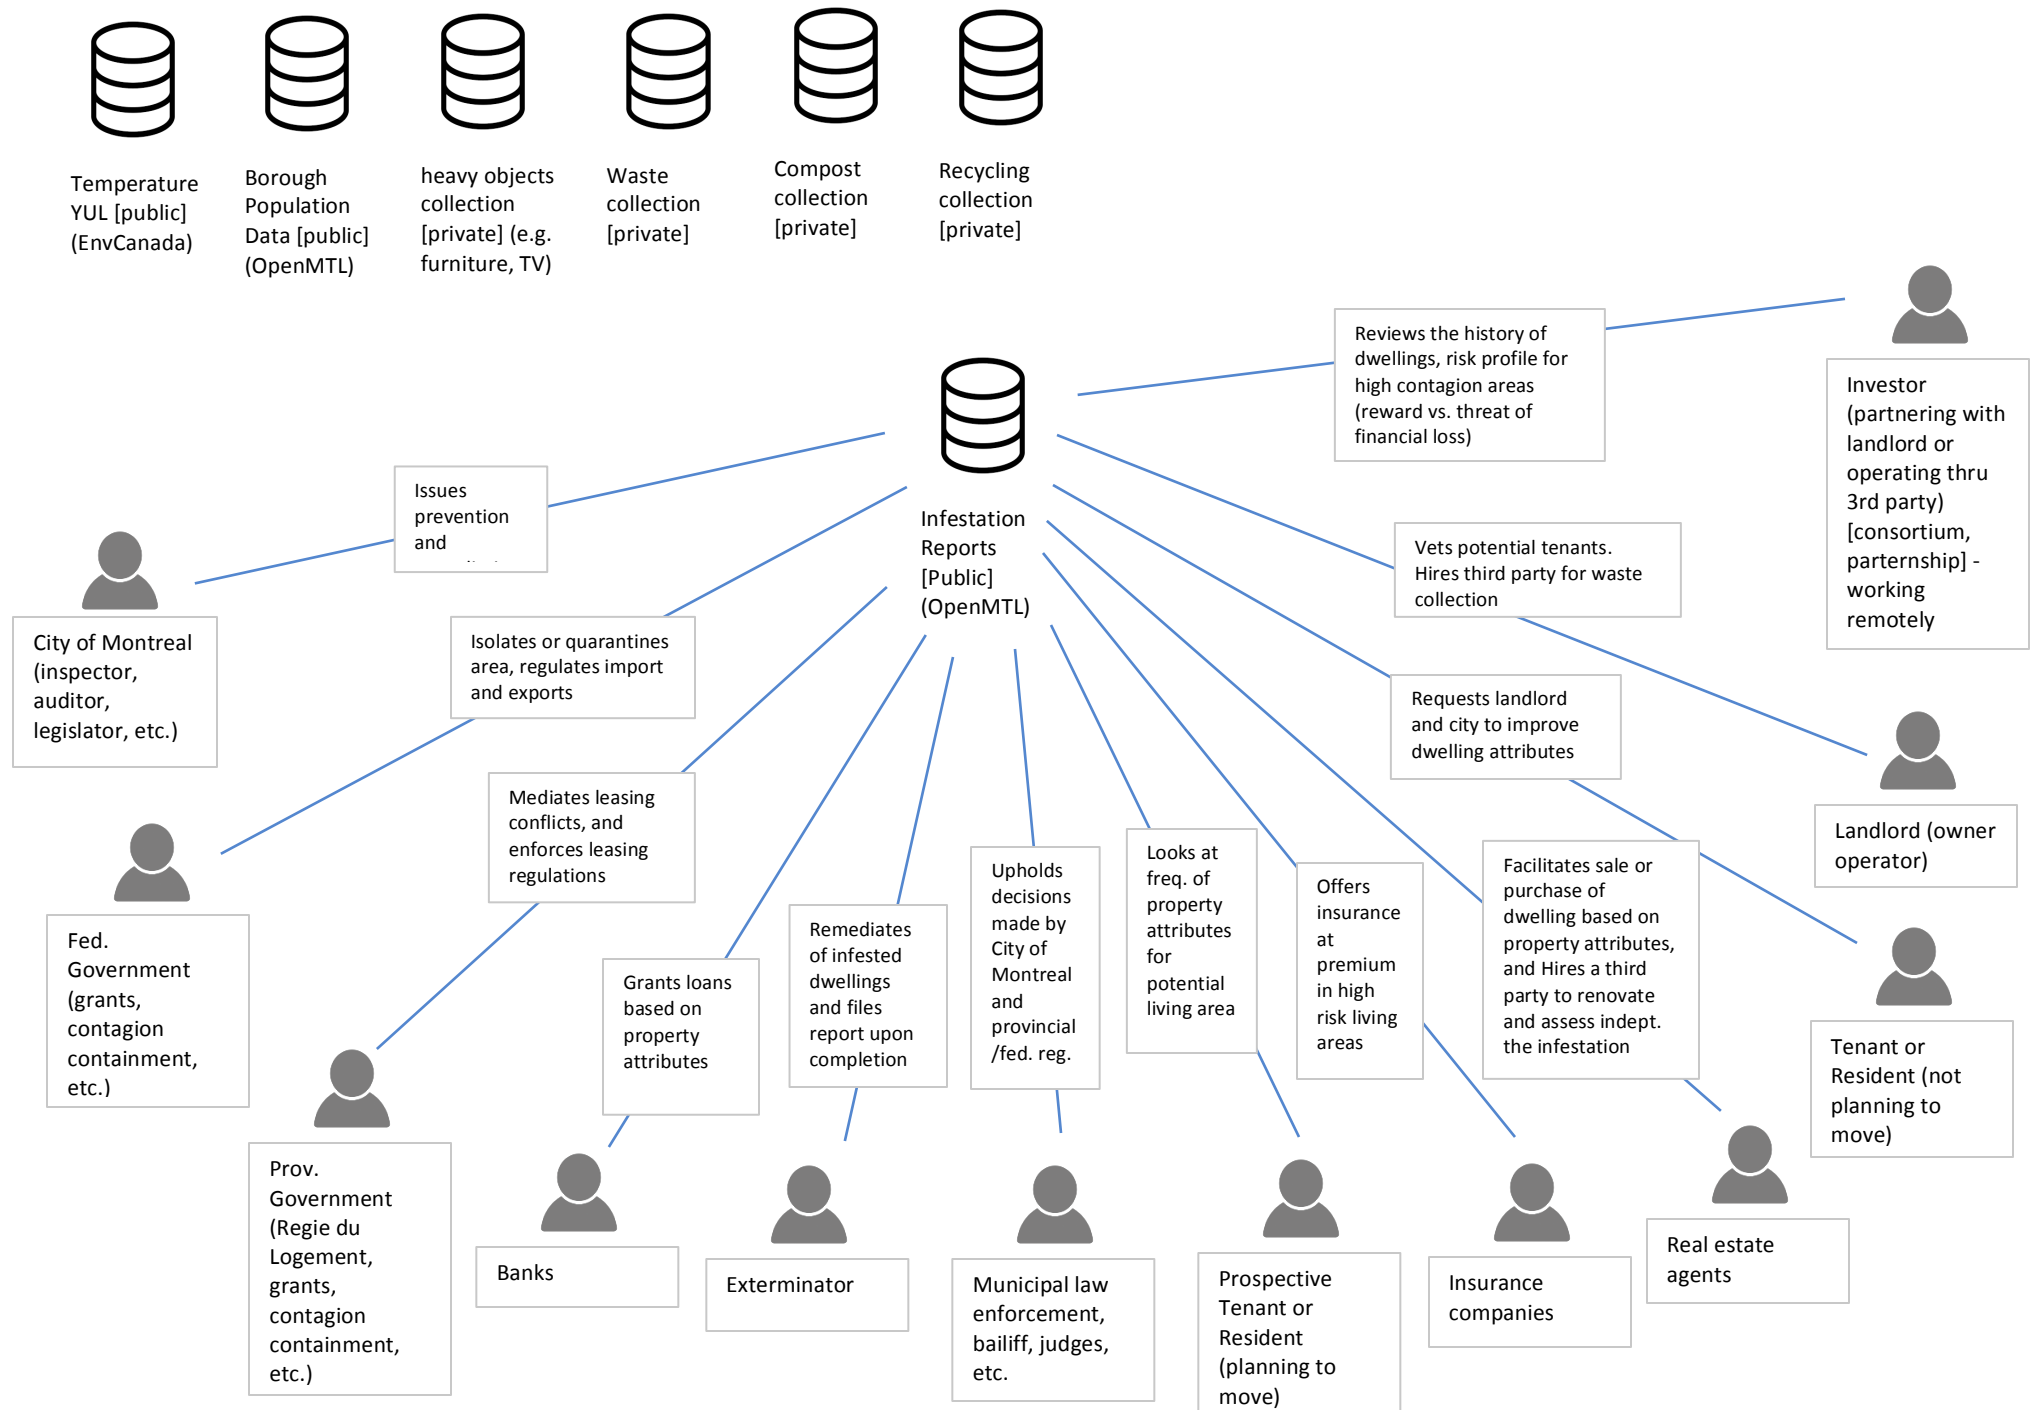 Temperature
YUL [public]
(EnvCanada)
Borough
Population
Data [public]
(OpenMTL)
heavy objects
collection
[private] (e.g.
furniture, TV)
Waste
collection
[private]
Compost
collection
[private]
Recycling
collection
[private]
Reviews the history of
dwellings, risk profile for
high contagion areas
(reward vs. threat of
financial loss)
Investor
(partnering with
landlord or
operating thru
3rd party)
[consortium,
parternship] -
working
remotely
Issues
prevention
and
Infestation
Reports
[Public]
(OpenMTL)
Vets potential tenants.
Hires third party for waste
collection
City of Montreal
(inspector,
auditor,
legislator, etc.)
Isolates or quarantines
area, regulates import
and exports
Requests landlord
and city to improve
dwelling attributes
Landlord (owner
operator)
Mediates leasing
conflicts, and
enforces leasing
regulations
Fed.
Government
(grants,
contagion
containment,
etc.)
Grants loans
based on
property
attributes
Remediates
of infested
dwellings
and files
report upon
completion
Upholds
decisions
made by
City of
Montreal
and
provincial
/fed. reg.
Looks at
freq. of
property
attributes
for
potential
living area
Offers
insurance
at
premium
in high
risk living
areas
Facilitates sale or
purchase of
dwelling based on
property attributes,
and Hires a third
party to renovate
and assess indept.
the infestation
Tenant or
Resident (not
planning to
move)
Prov.
Government
(Regie du
Logement,
grants,
contagion
containment,
etc.)
Banks
Exterminator
Municipal law
enforcement,
bailiff, judges,
etc.
Prospective
Tenant or
Resident
(planning to
move)
Insurance
companies
Real estate
agents